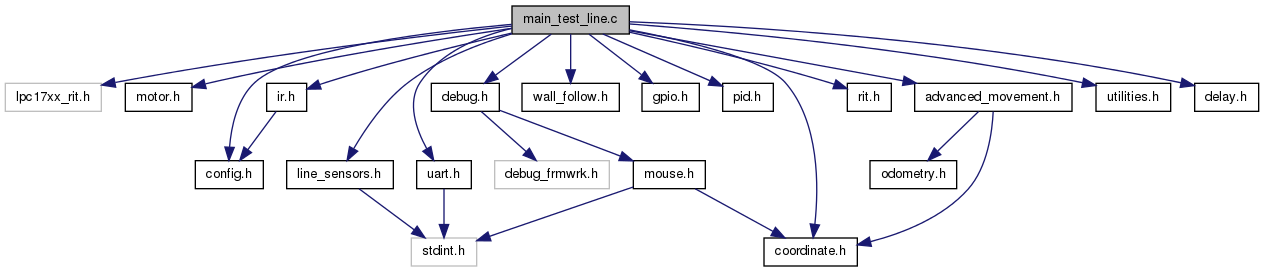 main_test_line.c
lpc17xx_rit.h
motor.h
ir.h
debug.h
wall_follow.h
gpio.h
pid.h
rit.h
advanced_movement.h
utilities.h
delay.h
config.h
line_sensors.h
uart.h
debug_frmwrk.h
mouse.h
odometry.h
stdint.h
coordinate.h